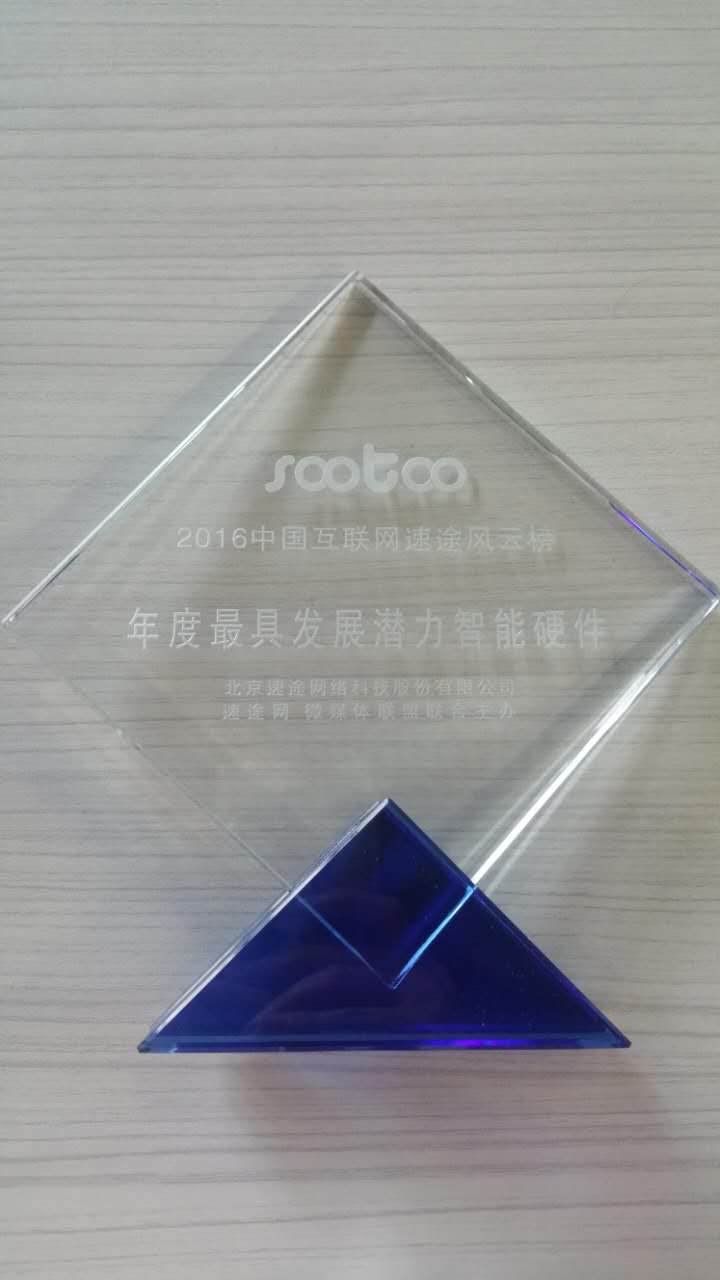 sootoo
2016中国互联网速途风云榜
年度最具发展潜力智能硬件
北京速途网络科技股份有限公司
速途网 微媒体联盟联合主办